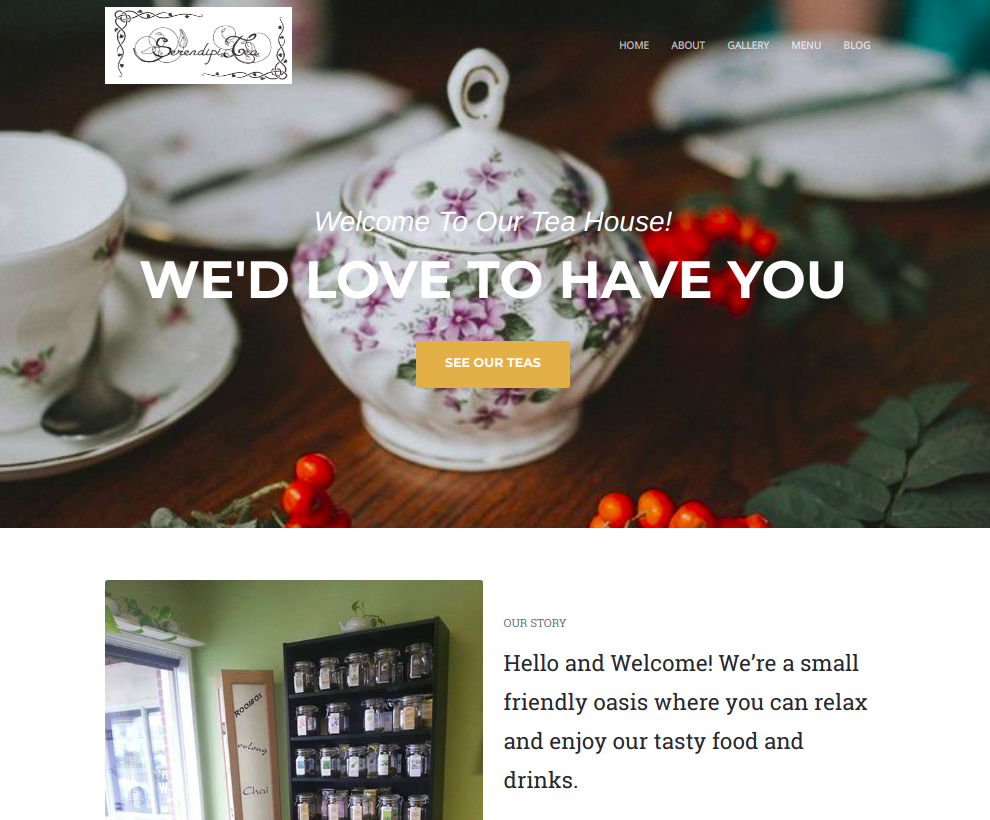 SerendipiTea
HOME ABOUT GALLERY MENU BLOG
Welcome To Our Tea House!
WE'D LOVE TO HAVE YOU
SEE OUR TEAS
OUR STORY
Hello and Welcome! We’re a small
friendly oasis where you can relax
and enjoy our tasty food and
drinks.
ROOIBOS
oolong
Chai